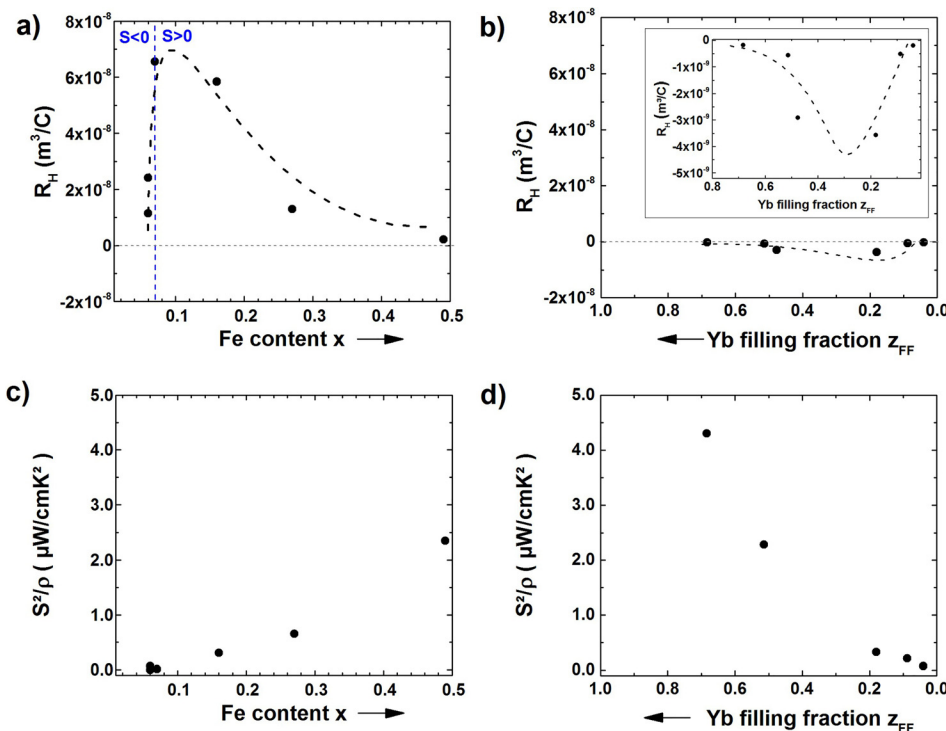 a)
S<0 S>0
8x10⁻⁸
6x10⁻⁸
4x10⁻⁸
2x10⁻⁸
0
-2x10⁻⁸
R_H (m³/C)
0.1 0.2 0.3 0.4 0.5
Fe content x
b)
8x10⁻⁸
6x10⁻⁸
4x10⁻⁸
2x10⁻⁸
0
-2x10⁻⁸
R_H (m³/C)
0
-1x10⁻⁹
-2x10⁻⁹
-3x10⁻⁹
-4x10⁻⁹
-5x10⁻⁹
R_H (m³/C)
0.8 0.6 0.4 0.2
Yb filling fraction z_FF
1.0 0.8 0.6 0.4 0.2 0.0
Yb filling fraction z_FF
c)
5.0
4.0
3.0
2.0
1.0
0.0
S²/ρ ( µW/cmK² )
0.1 0.2 0.3 0.4 0.5
Fe content x
d)
5.0
4.0
3.0
2.0
1.0
0.0
S²/ρ ( µW/cmK² )
1.0 0.8 0.6 0.4 0.2 0.0
Yb filling fraction z_FF